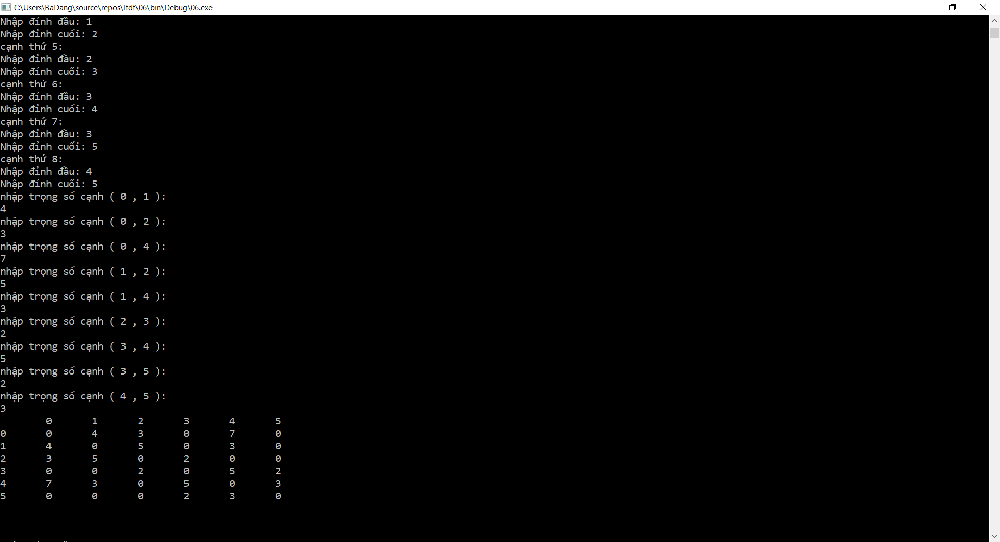 C:\Users\BaDang\source\repos\ltdt\06\bin\Debug\06.exe
Nhập đỉnh đầu: 1
Nhập đỉnh cuối: 2
cạnh thứ 5:
Nhập đỉnh đầu: 2
Nhập đỉnh cuối: 3
cạnh thứ 6:
Nhập đỉnh đầu: 3
Nhập đỉnh cuối: 4
cạnh thứ 7:
Nhập đỉnh đầu: 3
Nhập đỉnh cuối: 5
cạnh thứ 8:
Nhập đỉnh đầu: 4
Nhập đỉnh cuối: 5
nhập trọng số cạnh ( 0 , 1 ):
4
nhập trọng số cạnh ( 0 , 2 ):
3
nhập trọng số cạnh ( 0 , 4 ):
7
nhập trọng số cạnh ( 1 , 2 ):
5
nhập trọng số cạnh ( 1 , 4 ):
3
nhập trọng số cạnh ( 2 , 3 ):
2
nhập trọng số cạnh ( 3 , 4 ):
5
nhập trọng số cạnh ( 3 , 5 ):
2
nhập trọng số cạnh ( 4 , 5 ):
3
0 1 2 3 4 5
0 0 4 3 0 7 0
1 4 0 5 0 3 0
2 3 5 0 2 0 0
3 0 0 2 0 5 2
4 7 3 0 5 0 3
5 0 0 0 2 3 0